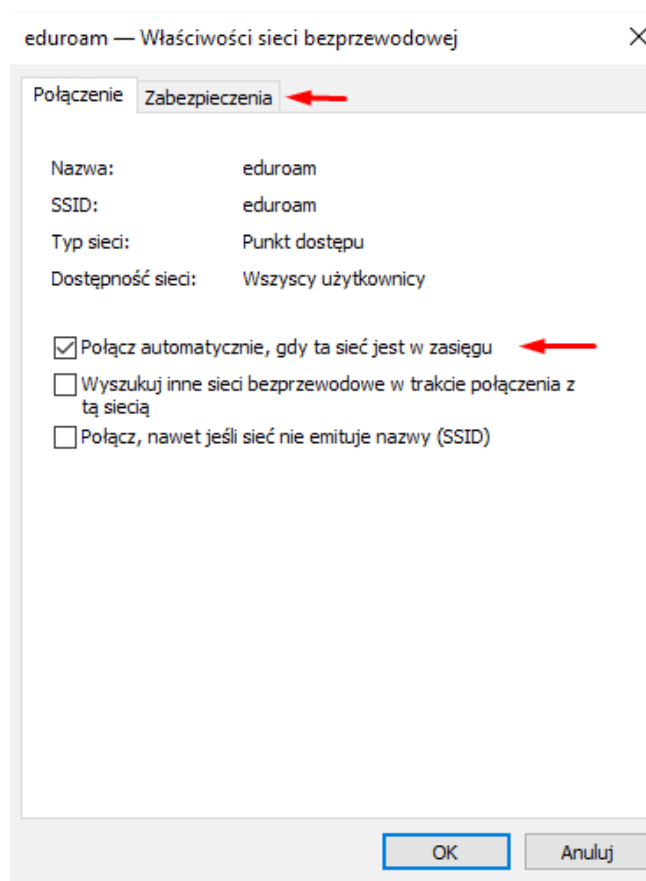 eduroam — Właściwości sieci bezprzewodowej
Połączenie Zabezpieczenia
Nazwa: eduroam
SSID: eduroam
Typ sieci: Punkt dostępu
Dostępność sieci: Wszyscy użytkownicy
Połącz automatycznie, gdy ta sieć jest w zasięgu
Wyszukuj inne sieci bezprzewodowe w trakcie połączenia z
tą siecią
Połącz, nawet jeśli sieć nie emituje nazwy (SSID)
OK Anuluj